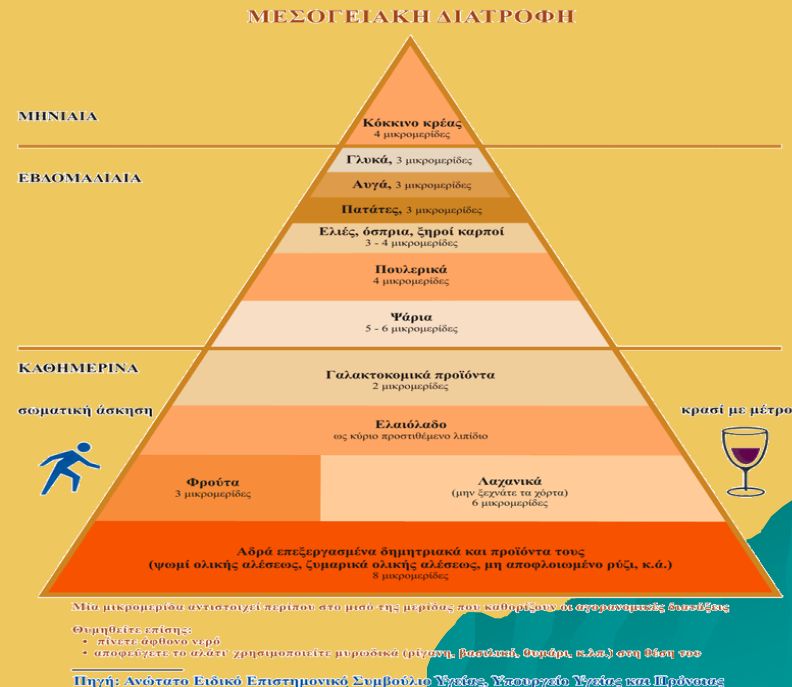 ΜΕΣΟΓΕΙΑΚΗ ΔΙΑΤΡΟΦΗ
ΜΗΝΙΑΙΑ
Κόκκινο κρέας
4 μικρομερίδες
ΕΒΔΟΜΑΔΙΑΙΑ
Γλυκά, 3 μικρομερίδες
Αυγά, 3 μικρομερίδες
Πατάτες, 3 μικρομερίδες
Ελιές, όσπρια, ξηροί καρποί
3 - 4 μικρομερίδες
Πουλερικά
4 μικρομερίδες
Ψάρια
5 - 6 μικρομερίδες
ΚΑΘΗΜΕΡΙΝΑ
Γαλακτοκομικά προϊόντα
2 μικρομερίδες
σωματική άσκηση
κρασί με μέτρο
Ελαιόλαδο
ως κύριο προστιθέμενο λιπίδιο
Φρούτα
3 μικρομερίδες
Λαχανικά
(μην ξεχνάτε τα χόρτα)
6 μικρομερίδες
Αδρά επεξεργασμένα δημητριακά και προϊόντα τους
(ψωμί ολικής αλέσεως, ζυμαρικά ολικής αλέσεως, μη αποφλοιωμένο ρύζι, κ.ά.)
8 μικρομερίδες
Μία μικρομερίδα αντιστοιχεί περίπου στο μισό της μερίδας που καθορίζουν οι αγορανομικές διατάξεις
Θυμηθείτε επίσης:
• πίνετε άφθονο νερό
• αποφεύγετε το αλάτι· χρησιμοποιείτε μυρωδικά (ρίγανη, βασιλικό, θυμάρι, κ.λπ.) στη θέση του
Πηγή: Ανώτατο Ειδικό Επιστημονικό Συμβούλιο Υγείας, Υπουργείο Υγείας και Πρόνοιας